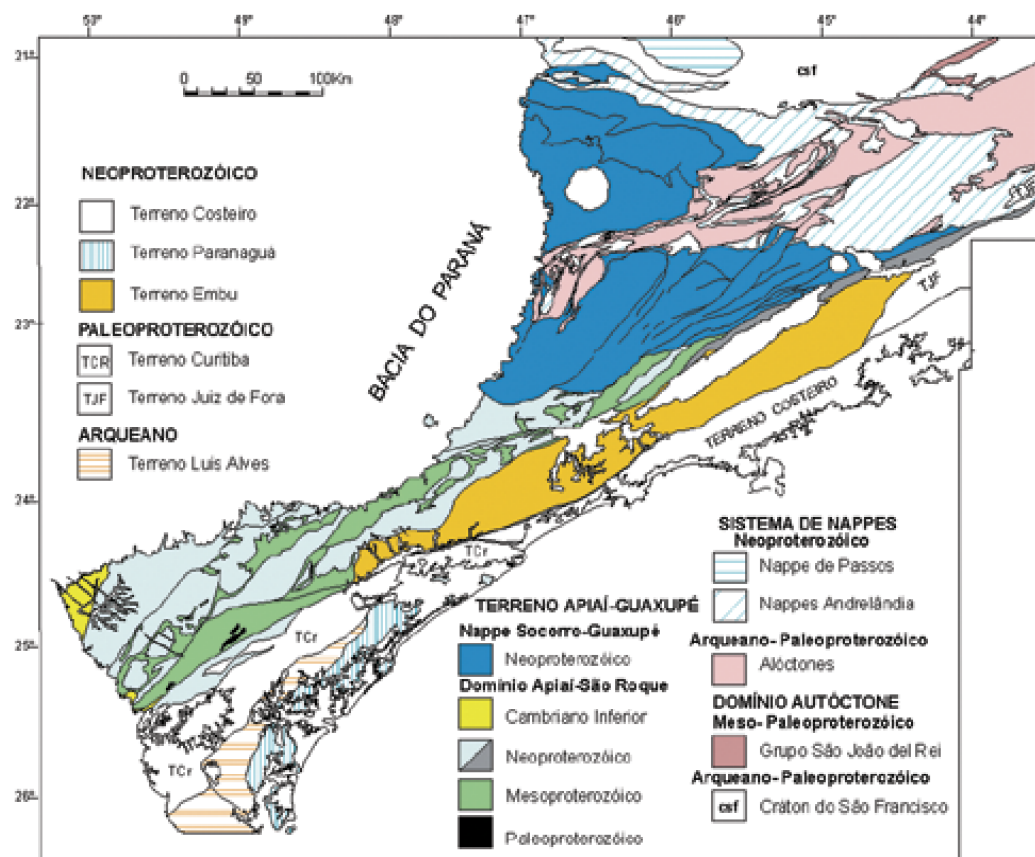 50° 49° 48° 47° 46° 45° 44°
21°
22°
23°
24°
25°
26°
0 50 100Km
csf
NEOPROTEROZÓICO
Terreno Costeiro
Terreno Paranaguá
Terreno Embu
PALEOPROTEROZÓICO
TCR Terreno Curitiba
TJF Terreno Juiz de Fora
ARQUEANO
Terreno Luis Alves
BACIA DO PARANÁ
TJF
TJF
TERRENO COSTEIRO
TCr
TCr
TCr
TERRENO APIAÍ-GUAXUPÉ
Nappe Socorro-Guaxupé
Neoproterozóico
Domínio Apiaí-São Roque
Cambriano Inferior
Neoproterozóico
Mesoproterozóico
Paleoproterozóico
SISTEMA DE NAPPES
Neoproterozóico
Nappe de Passos
Nappes Andrelândia
Arqueano-Paleoproterozóico
Alóctones
DOMÍNIO AUTÓCTONE
Meso-Paleoproterozóico
Grupo São João del Rei
Arqueano-Paleoproterozóico
csf Cráton do São Francisco